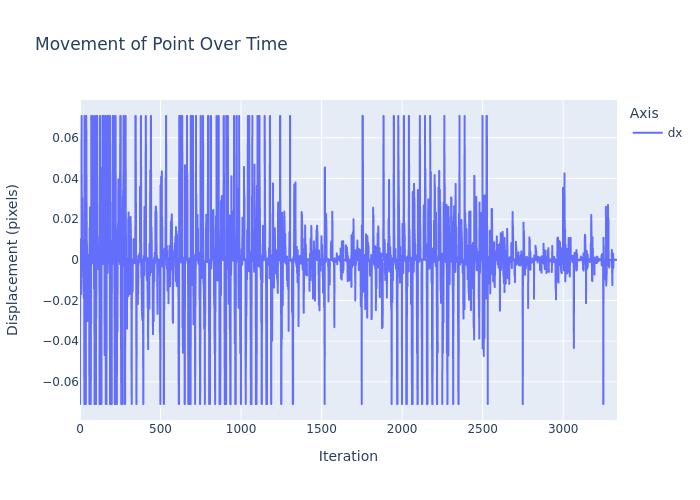 Movement of Point Over Time
Axis
dx
0.06
0.04
0.02
0
−0.02
−0.04
−0.06
Displacement (pixels)
0 500 1000 1500 2000 2500 3000
Iteration